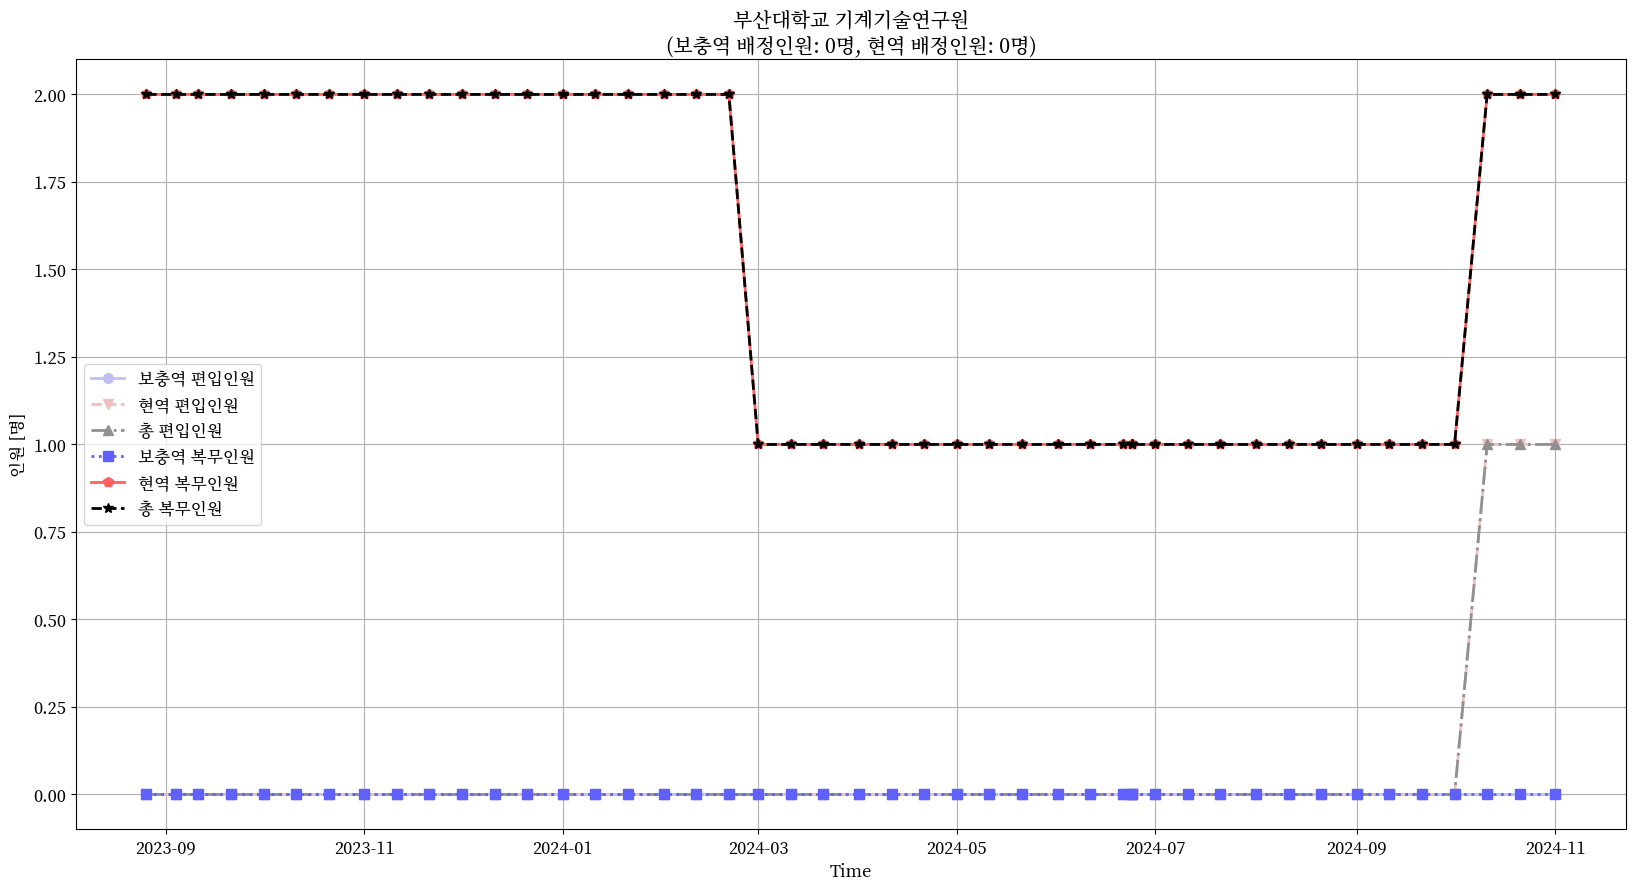 부산대학교 기계기술연구원
(보충역 배정인원: 0명, 현역 배정인원: 0명)
2.00
1.75
1.50
1.25
1.00
0.75
0.50
0.25
0.00
인원 [명]
보충역 편입인원
현역 편입인원
총 편입인원
보충역 복무인원
현역 복무인원
총 복무인원
2023-09
2023-11
2024-01
2024-03
2024-05
2024-07
2024-09
2024-11
Time